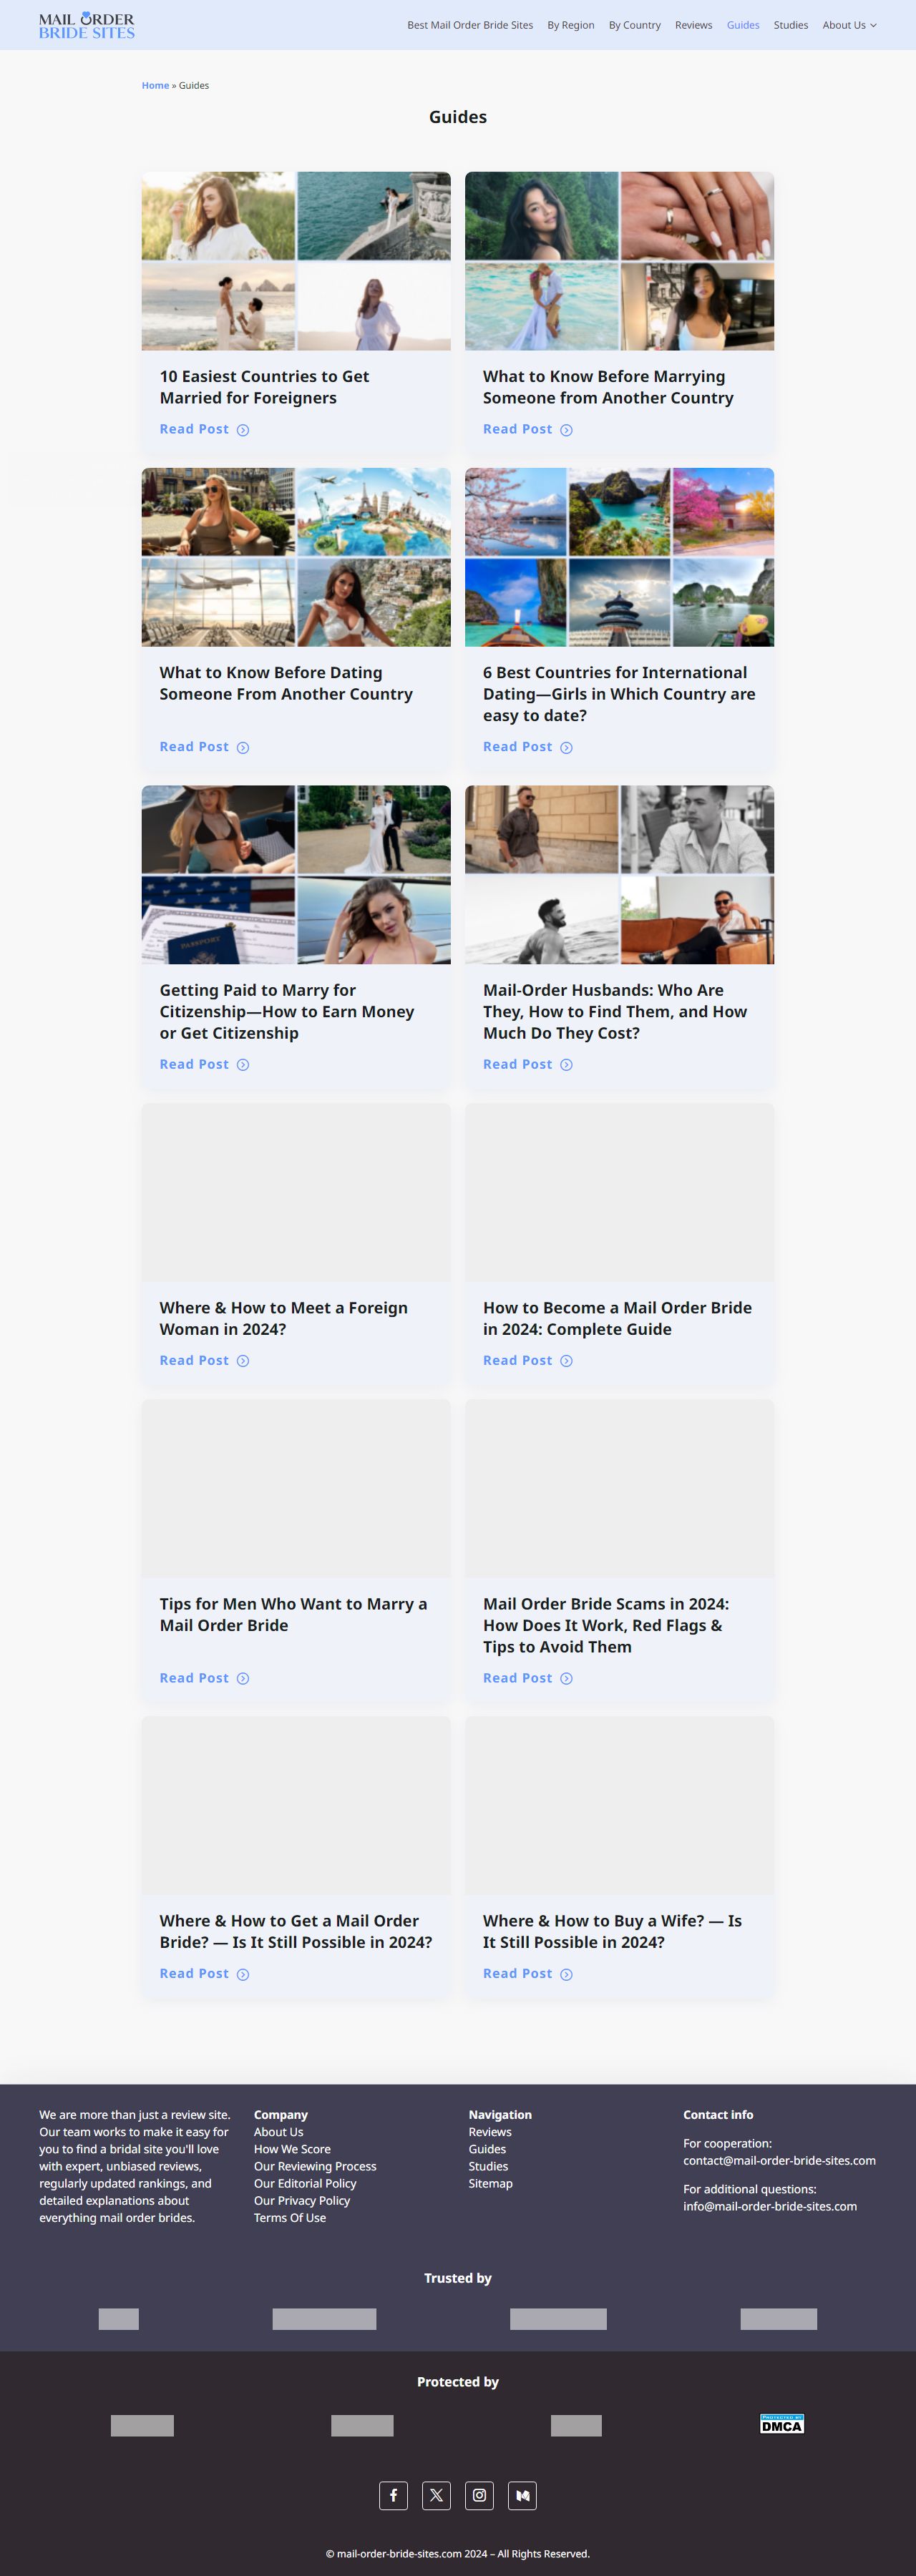 MAIL ORDER
BRIDE SITES
Best Mail Order Bride Sites By Region By Country Reviews Guides Studies About Us
Home » Guides
Guides
10 Easiest Countries to Get
Married for Foreigners
Read Post
What to Know Before Marrying
Someone from Another Country
Read Post
What to Know Before Dating
Someone From Another Country
Read Post
6 Best Countries for International
Dating—Girls in Which Country are
easy to date?
Read Post
PASSPORT
Getting Paid to Marry for
Citizenship—How to Earn Money
or Get Citizenship
Read Post
Mail-Order Husbands: Who Are
They, How to Find Them, and How
Much Do They Cost?
Read Post
Where & How to Meet a Foreign
Woman in 2024?
Read Post
How to Become a Mail Order Bride
in 2024: Complete Guide
Read Post
Tips for Men Who Want to Marry a
Mail Order Bride
Read Post
Mail Order Bride Scams in 2024:
How Does It Work, Red Flags &
Tips to Avoid Them
Read Post
Where & How to Get a Mail Order
Bride? — Is It Still Possible in 2024?
Read Post
Where & How to Buy a Wife? — Is
It Still Possible in 2024?
Read Post
We are more than just a review site.
Our team works to make it easy for
you to find a bridal site you'll love
with expert, unbiased reviews,
regularly updated rankings, and
detailed explanations about
everything mail order brides.
Company
About Us
How We Score
Our Reviewing Process
Our Editorial Policy
Our Privacy Policy
Terms Of Use
Navigation
Reviews
Guides
Studies
Sitemap
Contact info
For cooperation:
contact@mail-order-bride-sites.com
For additional questions:
info@mail-order-bride-sites.com
Trusted by
Protected by
PROTECTED BY
DMCA
© mail-order-bride-sites.com 2024 – All Rights Reserved.